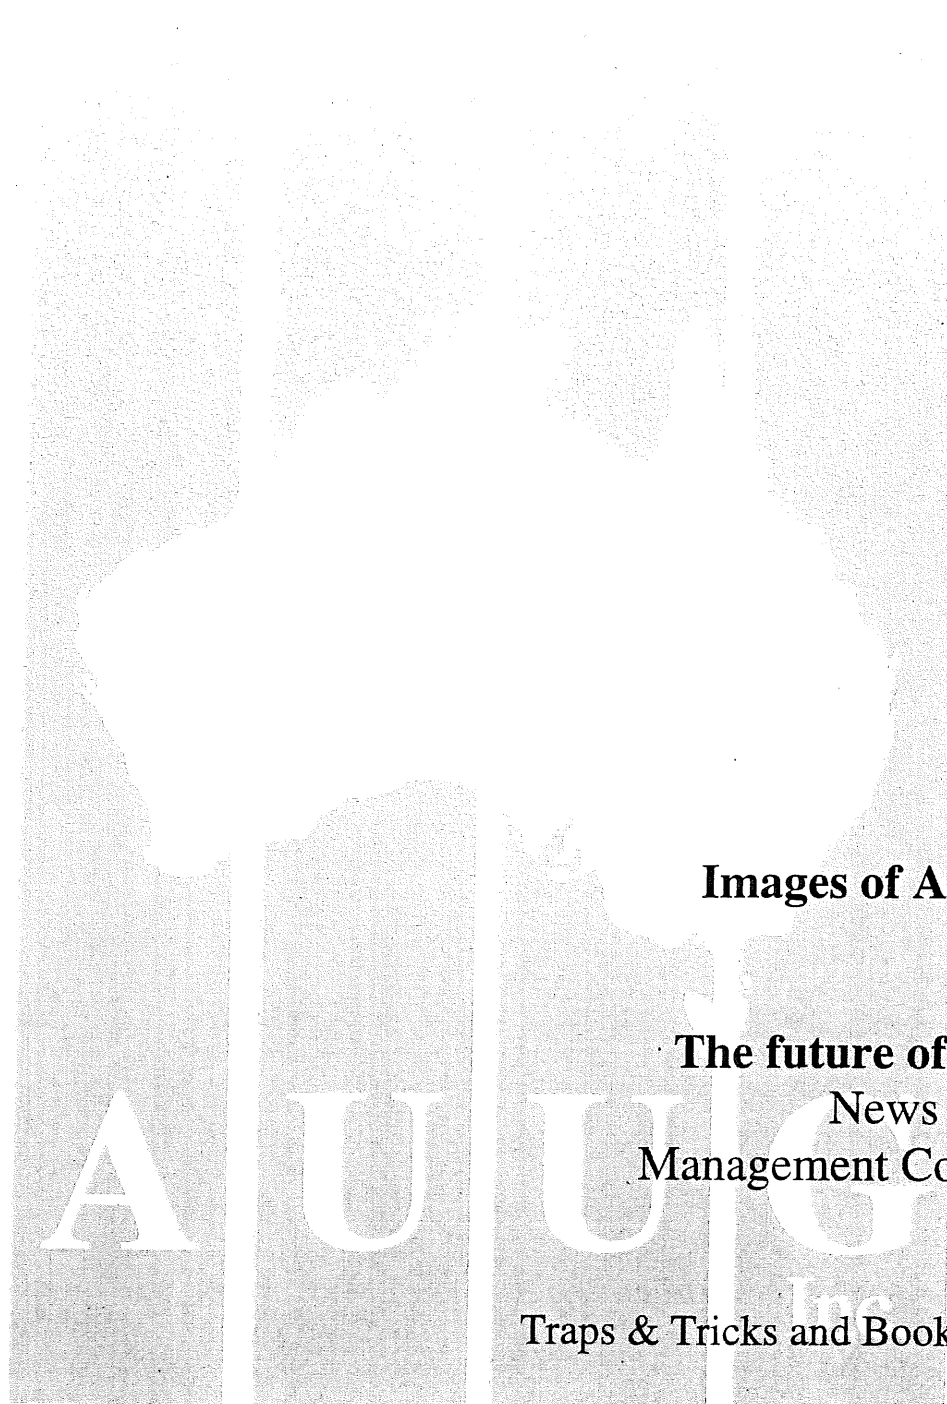 Images of A
The future of
News
Management Co
A U U G
Inc
Traps & Tricks and Book